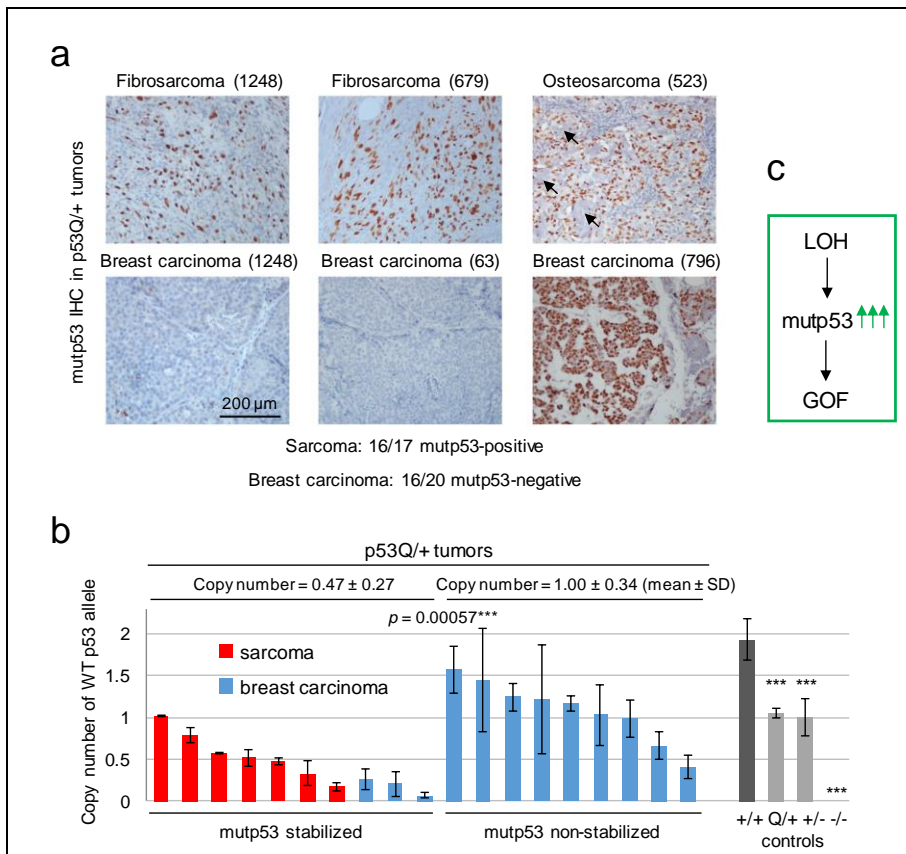 a
Fibrosarcoma (1248) Fibrosarcoma (679) Osteosarcoma (523)
mutp53 IHC in p53Q/+ tumors
Breast carcinoma (1248) Breast carcinoma (63) Breast carcinoma (796)
200 µm
Sarcoma: 16/17 mutp53-positive
Breast carcinoma: 16/20 mutp53-negative
c
LOH
mutp53
GOF
b
p53Q/+ tumors
Copy number = 0.47 ± 0.27 Copy number = 1.00 ± 0.34 (mean ± SD)
p = 0.00057***
Copy number of WT p53 allele
2
1.5
1
0.5
0
sarcoma
breast carcinoma
*** ***
***
mutp53 stabilized mutp53 non-stabilized
+/+ Q/+ +/- -/-
controls